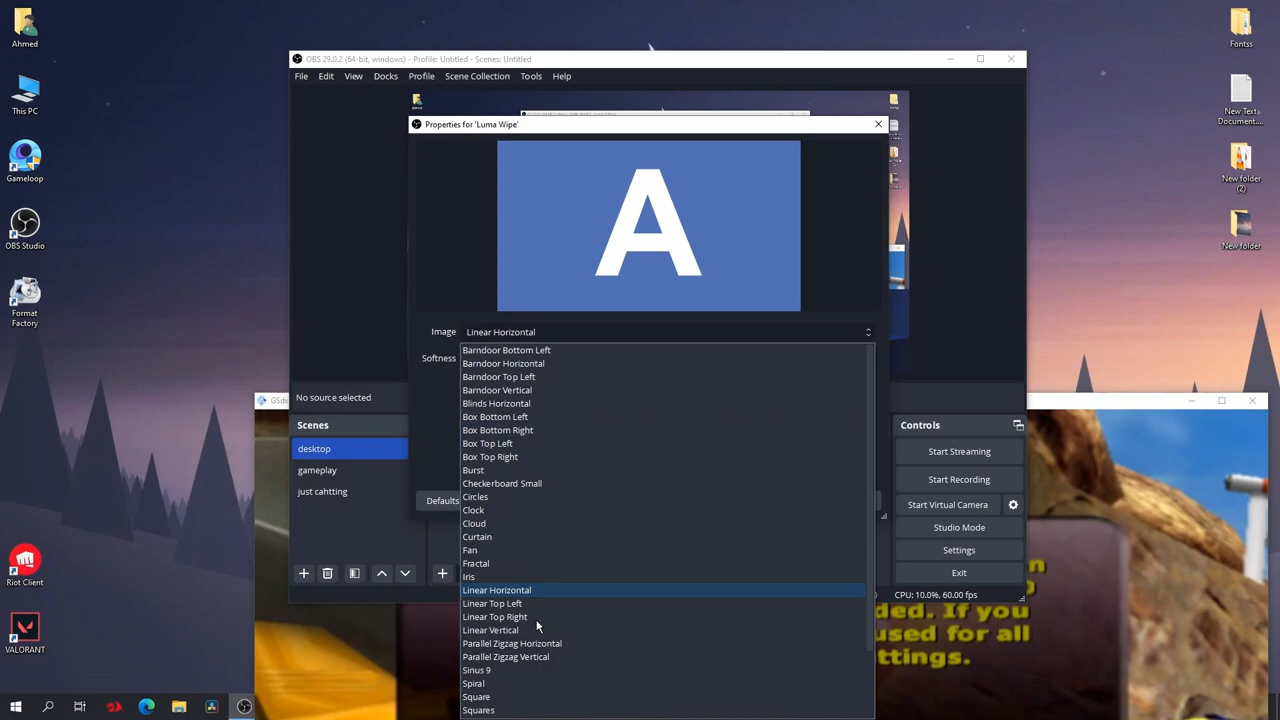 Ahmed
This PC
Gameloop
OBS Studio
Format
Factory
Riot Client
VALORANT
Fontss
New Text
Document....
New folder
(2)
New folder
OBS 29.0.2 (64-bit, windows) - Profile: Untitled - Scenes: Untitled
File Edit View Docks Profile Scene Collection Tools Help
Properties for 'Luma Wipe'
A
Image Linear Horizontal
Softness
Barndoor Bottom Left
Barndoor Horizontal
Barndoor Top Left
Barndoor Vertical
Blinds Horizontal
Box Bottom Left
Box Bottom Right
Box Top Left
Box Top Right
Burst
Checkerboard Small
Circles
Clock
Cloud
Curtain
Fan
Fractal
Iris
Linear Horizontal
Linear Top Left
Linear Top Right
Linear Vertical
Parallel Zigzag Horizontal
Parallel Zigzag Vertical
Sinus 9
Spiral
Square
Squares
Defaults
No source selected
GSdx
Scenes
desktop
gameplay
just cahtting
Controls
Start Streaming
Start Recording
Start Virtual Camera
Studio Mode
Settings
Exit
CPU: 10.0%, 60.00 fps
ded. If you
used for all
ttings.